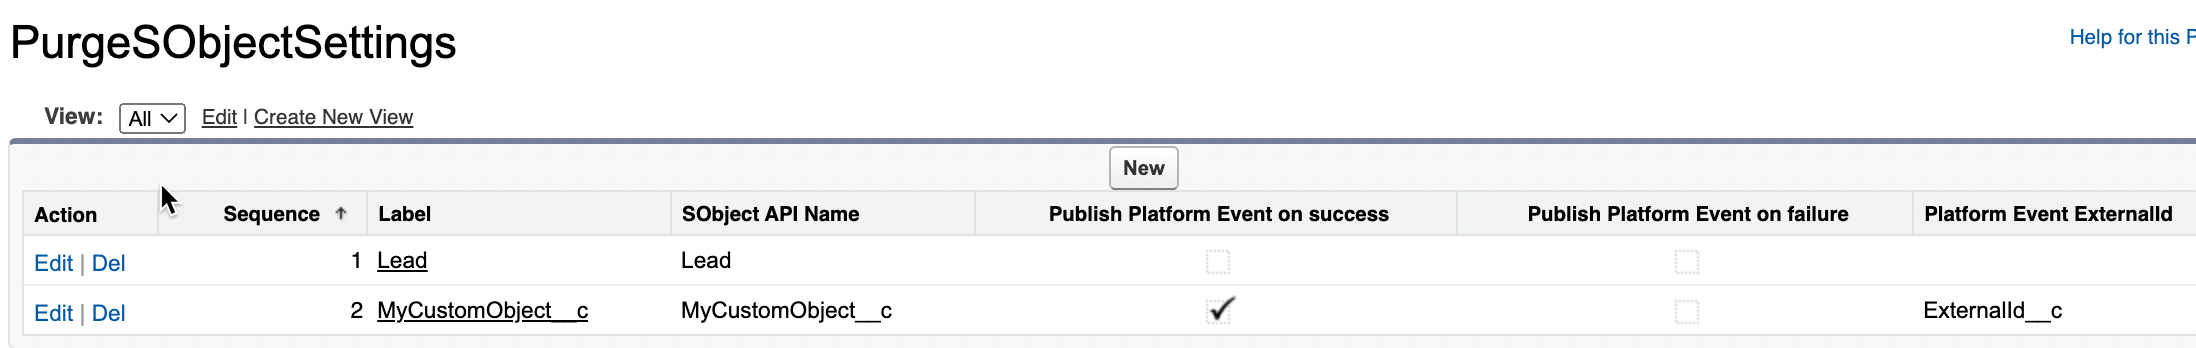 PurgeSObjectSettings
Help for this P
View: All Edit | Create New View
New
Action Sequence Label SObject API Name Publish Platform Event on success Publish Platform Event on failure Platform Event ExternalId
Edit | Del 1 Lead Lead
Edit | Del 2 MyCustomObject__c MyCustomObject__c ExternalId__c